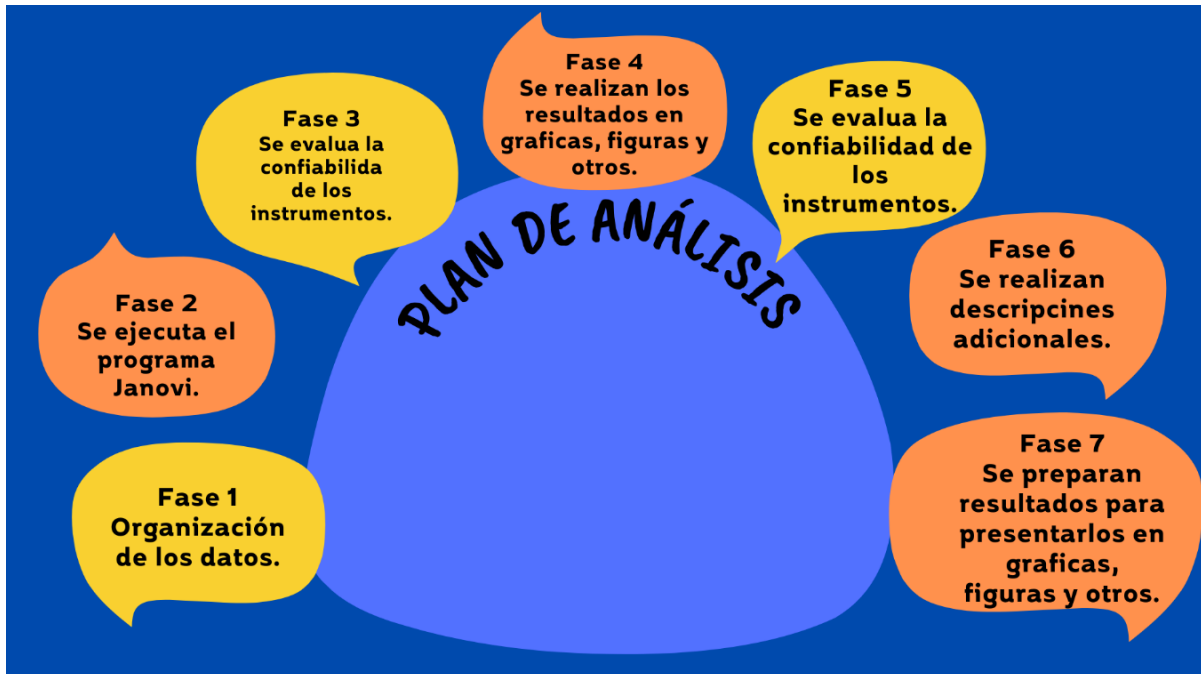 PLAN DE ANÁLISIS
Fase 1
Organización
de los datos.
Fase 2
Se ejecuta el
programa
Janovi.
Fase 3
Se evalua la
confiabilida
de los
instrumentos.
Fase 4
Se realizan los
resultados en
graficas, figuras y
otros.
Fase 5
Se evalua la
confiabilidad de
los
instrumentos.
Fase 6
Se realizan
descripcines
adicionales.
Fase 7
Se preparan
resultados para
presentarlos en
graficas,
figuras y otros.